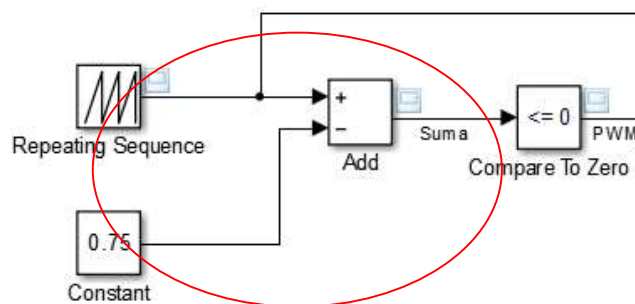 +
−
Suma
<= 0
PWM
Repeating Sequence
Add
Compare To Zero
0.75
Constant